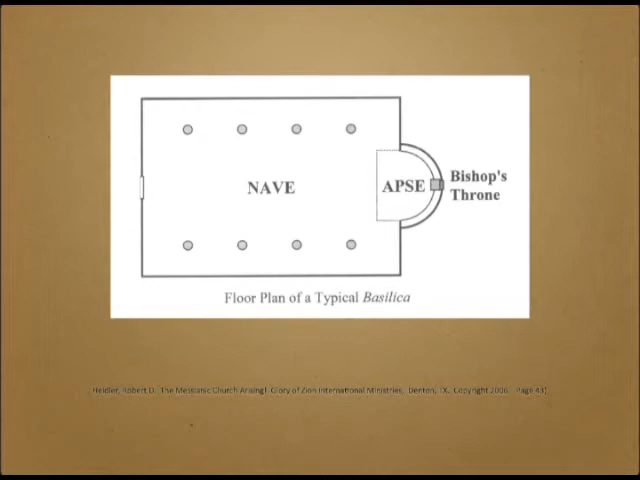 NAVE
APSE
Bishop's
Throne
Floor Plan of a Typical Basilica
Heidler, Robert D. The Messianic Church Arising! Glory of Zion International Ministries, Denton, TX. Copyright 2006. Page 43